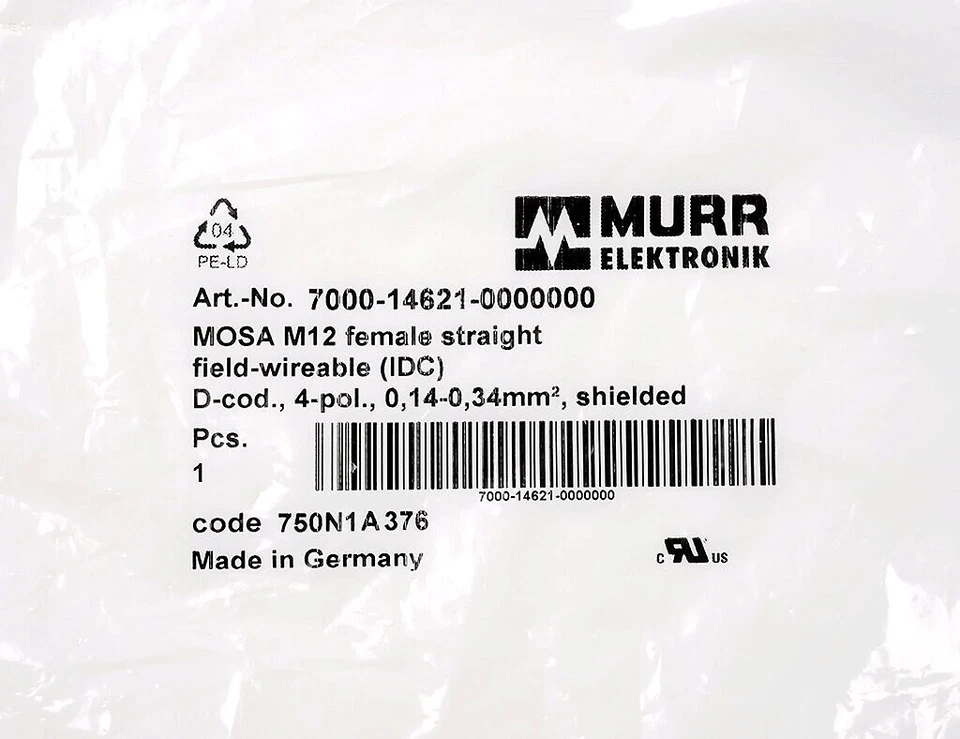 04
PE-LD
MURR
ELEKTRONIK
Art.-No. 7000-14621-0000000
MOSA M12 female straight
field-wireable (IDC)
D-cod., 4-pol., 0,14-0,34mm², shielded
Pcs.
1
7000-14621-0000000
code 750N1A376
Made in Germany
c RU US